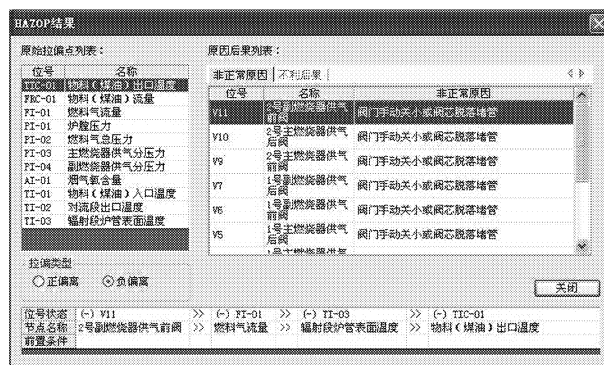 HAZOP结果
原始拉偏点列表： 原因后果列表：
位号 名称
TIC-01 物料（煤油）出口温度
FRC-01 物料（煤油）流量
FI-01 燃料气流量
PI-01 炉膛压力
PI-02 燃料气总压力
PI-03 主燃烧器供气分压力
PI-04 副燃烧器供气分压力
AI-01 烟气氧含量
TI-01 物料（煤油）入口温度
TI-02 对流段出口温度
TI-03 辐射段炉管表面温度
非正常原因 不利后果
位号 名称 非正常原因
V11 2号副燃烧器供气前阀 阀门手动关小或阀芯脱落堵管
V10 2号主燃烧器供气后阀 阀门手动关小或阀芯脱落堵管
V9 2号主燃烧器供气前阀 阀门手动关小或阀芯脱落堵管
V7 1号副燃烧器供气后阀 阀门手动关小或阀芯脱落堵管
V6 1号副燃烧器供气前阀 阀门手动关小或阀芯脱落堵管
V5 1号主燃烧器供气后阀 阀门手动关小或阀芯脱落堵管
1号主燃烧器供气
拉偏类型
正偏离 负偏离
关闭
位号状态 (-) V11 >> (-) FI-01 >> (-) TI-03 >> (-) TIC-01
节点名称 2号副燃烧器供气前阀 >> 燃料气流量 >> 辐射段炉管表面温度 >> 物料（煤油）出口温度
前置条件